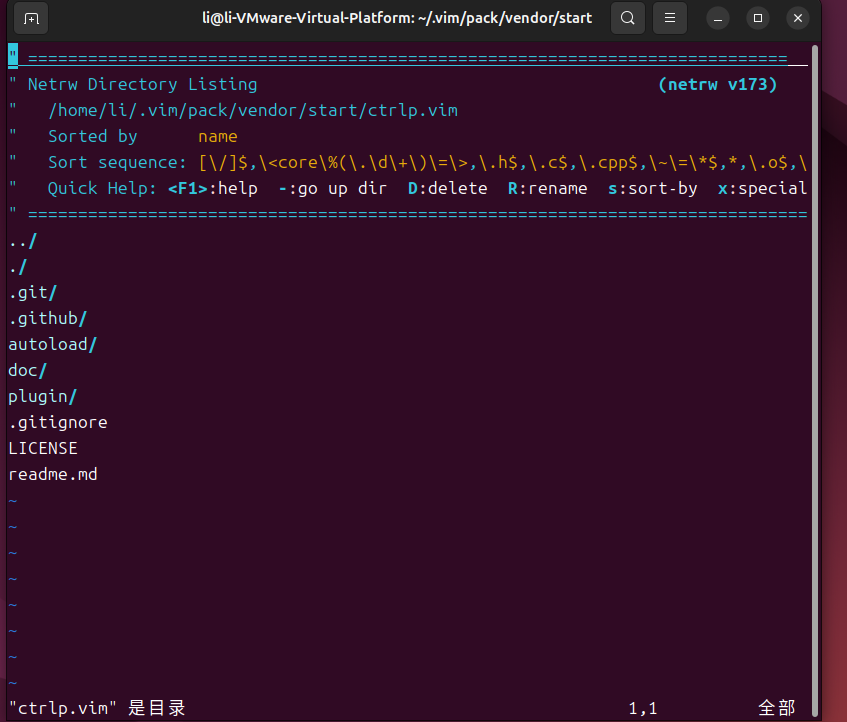 li@li-VMware-Virtual-Platform: ~/.vim/pack/vendor/start
" ============================================================================
" Netrw Directory Listing                                        (netrw v173)
"   /home/li/.vim/pack/vendor/start/ctrlp.vim
"   Sorted by      name
"   Sort sequence: [\/]$,\<core\%(\.\d\+\)\=\>,\.h$,\.c$,\.cpp$,\~\=\*$,*,\.o$,\
"   Quick Help: <F1>:help  -:go up dir  D:delete  R:rename  s:sort-by  x:special
" ==============================================================================
../
./
.git/
.github/
autoload/
doc/
plugin/
.gitignore
LICENSE
readme.md
~
~
~
~
~
~
~
~
"ctrlp.vim" 是目录                                            1,1          全部